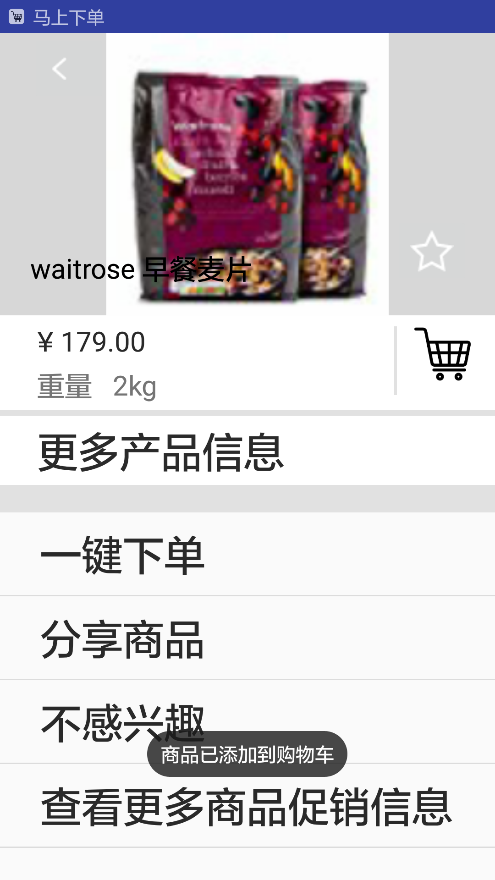 马上下单
waitrose
waitrose 早餐麦片
¥ 179.00
重量 2kg
更多产品信息
一键下单
分享商品
不感兴趣
商品已添加到购物车
查看更多商品促销信息